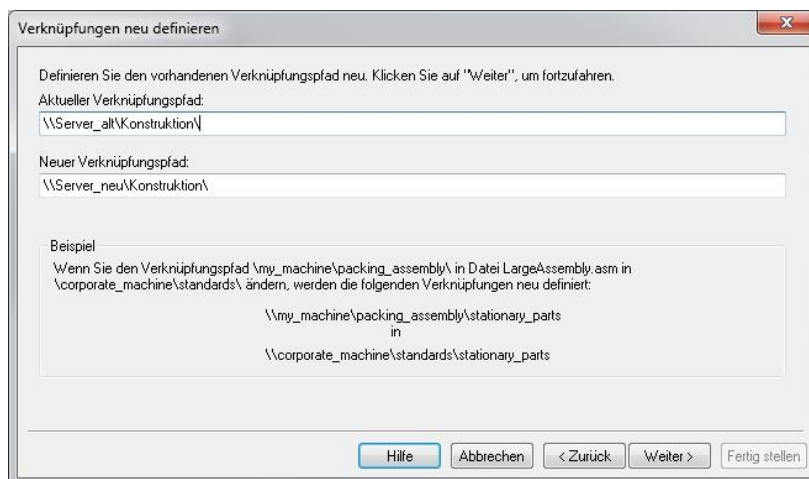 Verknüpfungen neu definieren
Definieren Sie den vorhandenen Verknüpfungspfad neu. Klicken Sie auf "Weiter", um fortzufahren.
Aktueller Verknüpfungspfad:
\\Server_alt\Konstruktion\
Neuer Verknüpfungspfad:
\\Server_neu\Konstruktion\
Beispiel
Wenn Sie den Verknüpfungspfad \my_machine\packing_assembly\ in Datei LargeAssembly.asm in
\corporate_machine\standards\ ändern, werden die folgenden Verknüpfungen neu definiert:
\\my_machine\packing_assembly\stationary_parts
in
\\corporate_machine\standards\stationary_parts
Hilfe
Abbrechen
< Zurück
Weiter >
Fertig stellen